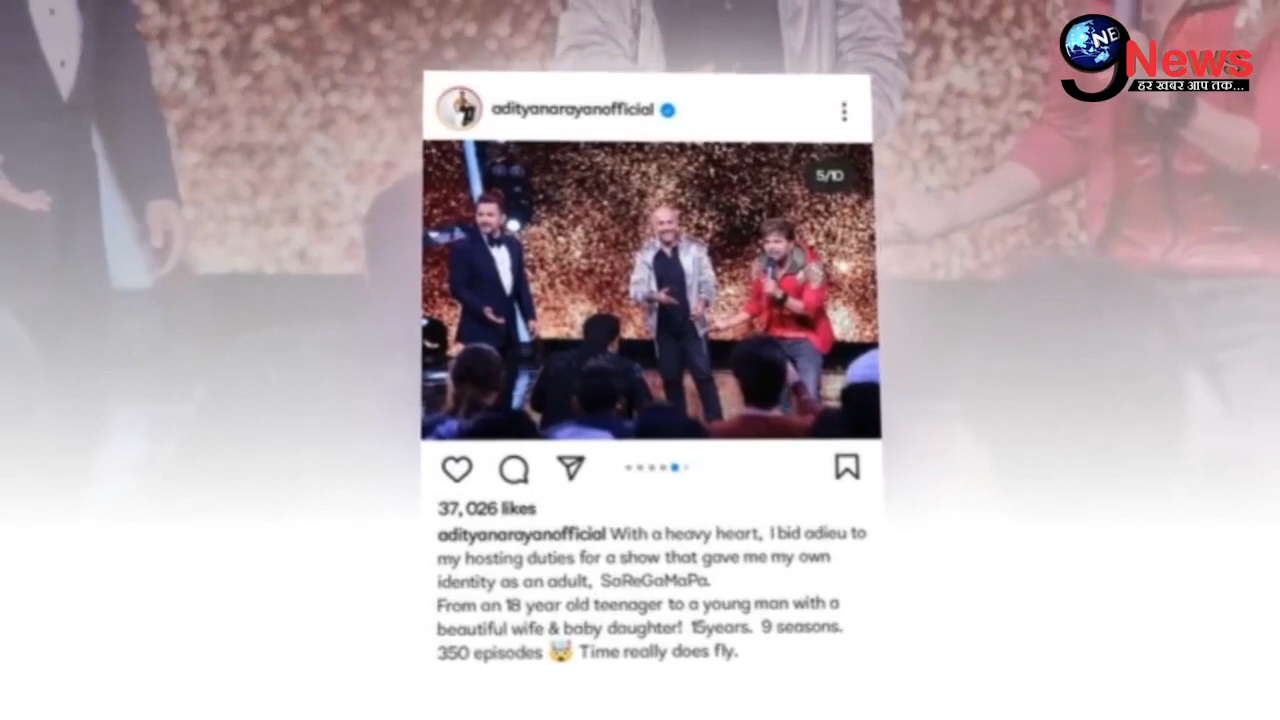 NE
9 News
हर खबर आप तक...
adityanarayanofficial
5/10
37,026 likes
adityanarayanofficial With a heavy heart, I bid adieu to
my hosting duties for a show that gave me my own
identity as an adult, SaReGaMaPa.
From an 18 year old teenager to a young man with a
beautiful wife & baby daughter! 15years. 9 seasons.
350 episodes 🤯 Time really does fly.